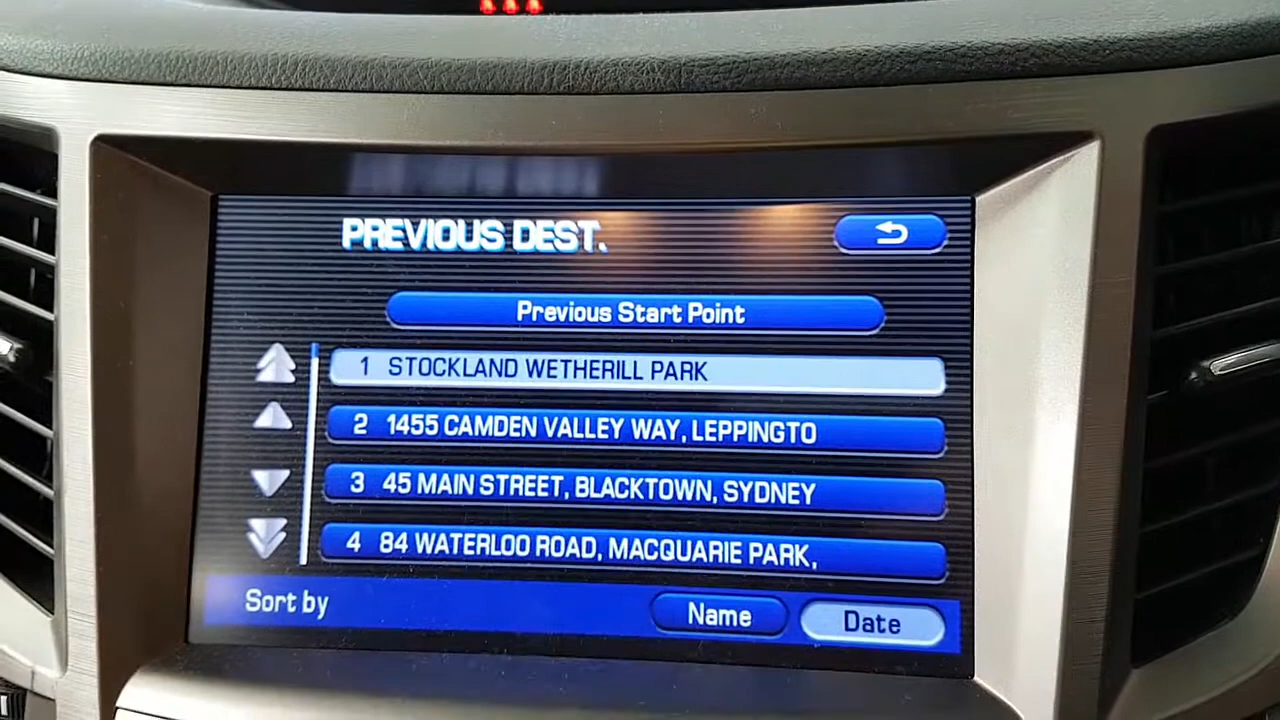 PREVIOUS DEST.
Previous Start Point
1 STOCKLAND WETHERILL PARK
2 1455 CAMDEN VALLEY WAY, LEPPINGTO
3 45 MAIN STREET, BLACKTOWN, SYDNEY
4 84 WATERLOO ROAD, MACQUARIE PARK,
Sort by Name Date